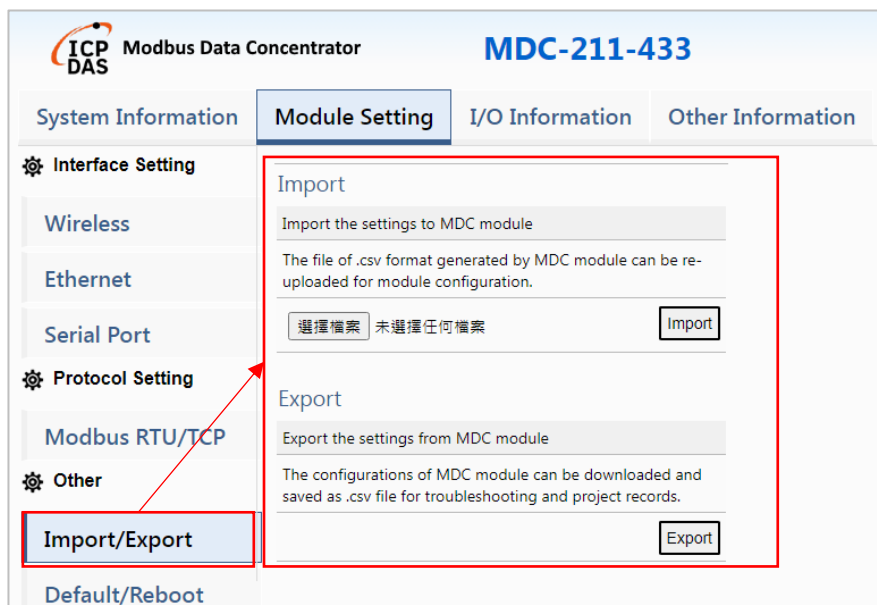 ICP DAS Modbus Data Concentrator MDC-211-433
System Information Module Setting I/O Information Other Information
Interface Setting
Wireless
Ethernet
Serial Port
Protocol Setting
Modbus RTU/TCP
Other
Import/Export
Default/Reboot
Import
Import the settings to MDC module
The file of .csv format generated by MDC module can be re-
uploaded for module configuration.
選擇檔案 未選擇任何檔案 Import
Export
Export the settings from MDC module
The configurations of MDC module can be downloaded and
saved as .csv file for troubleshooting and project records.
Export